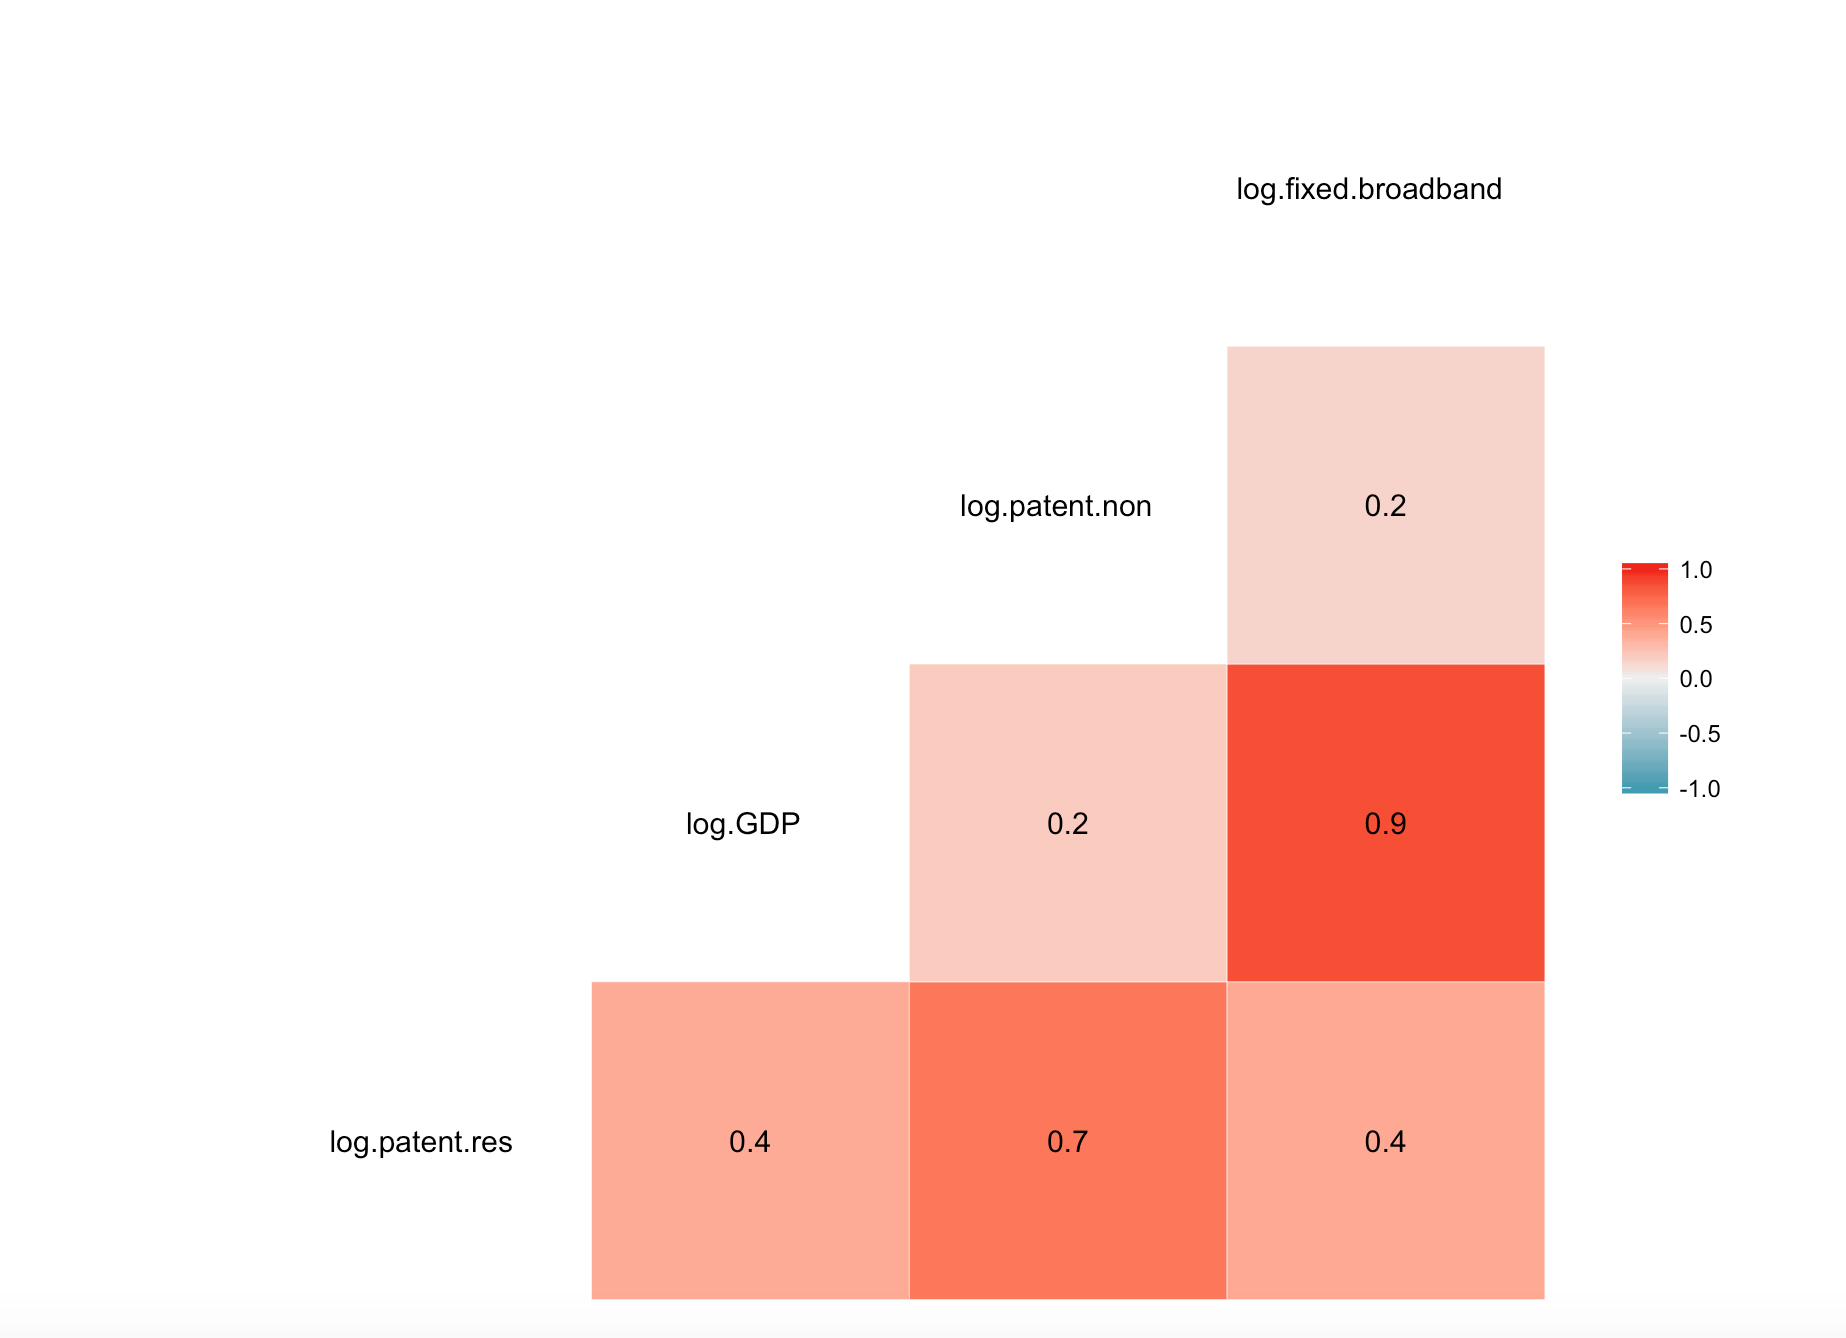 log.fixed.broadband
log.patent.non 0.2
log.GDP 0.2 0.9
log.patent.res 0.4 0.7 0.4
1.0
0.5
0.0
-0.5
-1.0